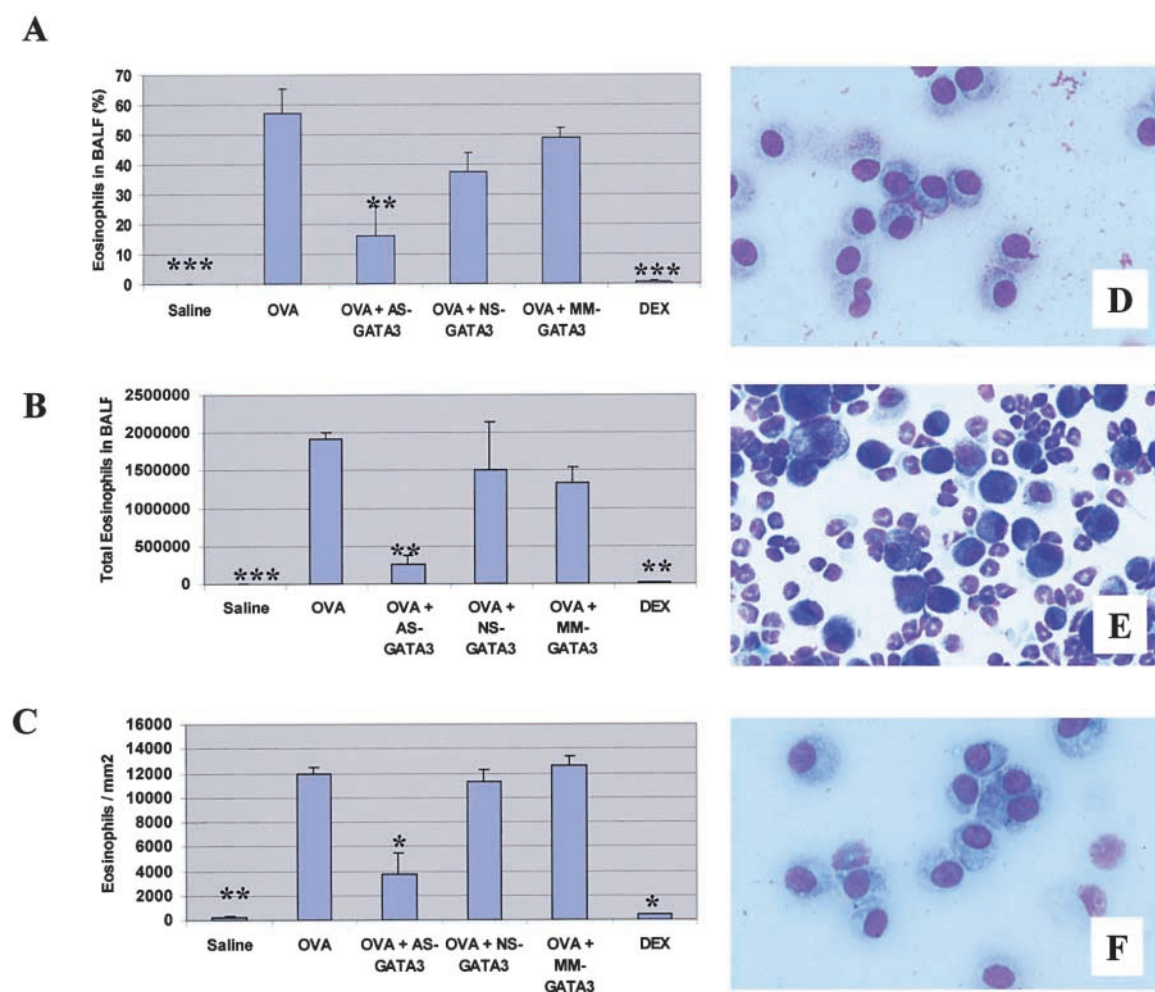 A
Eosinophils in BALF (%)
70
60
50
40
30
20
10
0
***
**
***
Saline
OVA
OVA + AS-
GATA3
OVA + NS-
GATA3
OVA + MM-
GATA3
DEX
D
B
Total Eosinophils in BALF
2500000
2000000
1500000
1000000
500000
0
***
**
**
Saline
OVA
OVA +
AS-
GATA3
OVA +
NS-
GATA3
OVA +
MM-
GATA3
DEX
E
C
Eosinophils / mm2
16000
14000
12000
10000
8000
6000
4000
2000
0
**
*
*
Saline
OVA
OVA + AS-
GATA3
OVA + NS-
GATA3
OVA +
MM-
GATA3
DEX
F